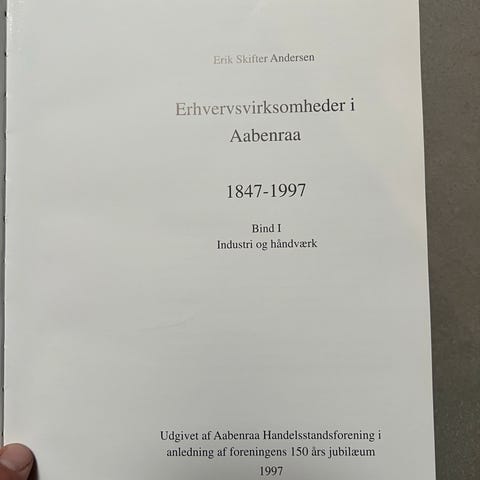 Erik Skifter Andersen
Erhvervsvirksomheder i
Aabenraa
1847-1997
Bind I
Industri og håndværk
Udgivet af Aabenraa Handelsstandsforening i
anledning af foreningens 150 års jubilæum
1997